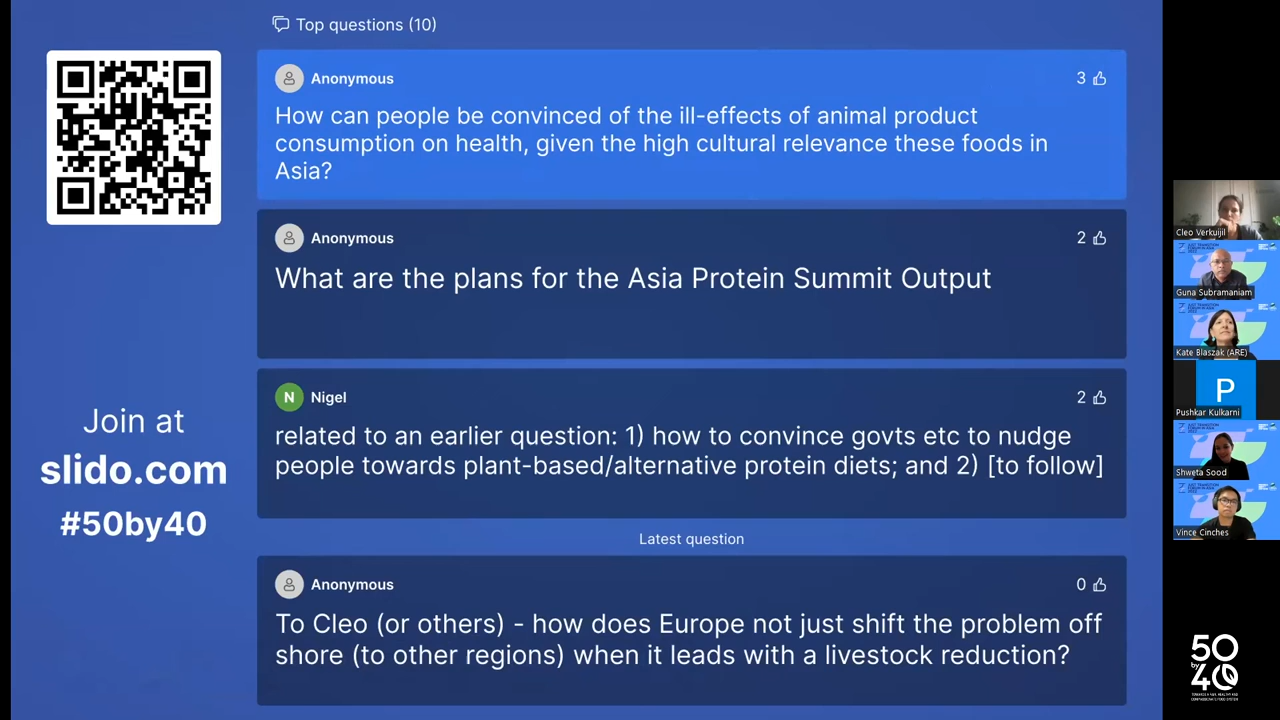 Top questions (10)
Anonymous
3
How can people be convinced of the ill-effects of animal product
consumption on health, given the high cultural relevance these foods in
Asia?
Anonymous
2
What are the plans for the Asia Protein Summit Output
N
Nigel
2
related to an earlier question: 1) how to convince govts etc to nudge
people towards plant-based/alternative protein diets; and 2) [to follow]
Latest question
Anonymous
0
To Cleo (or others) - how does Europe not just shift the problem off
shore (to other regions) when it leads with a livestock reduction?
Join at
slido.com
#50by40
Cleo Verkuijl
Guna Subramaniam
Kate Blaszak (ARE)
P
Pushkar Kulkarni
Shweta Sood
Vince Cinches
50
by
40